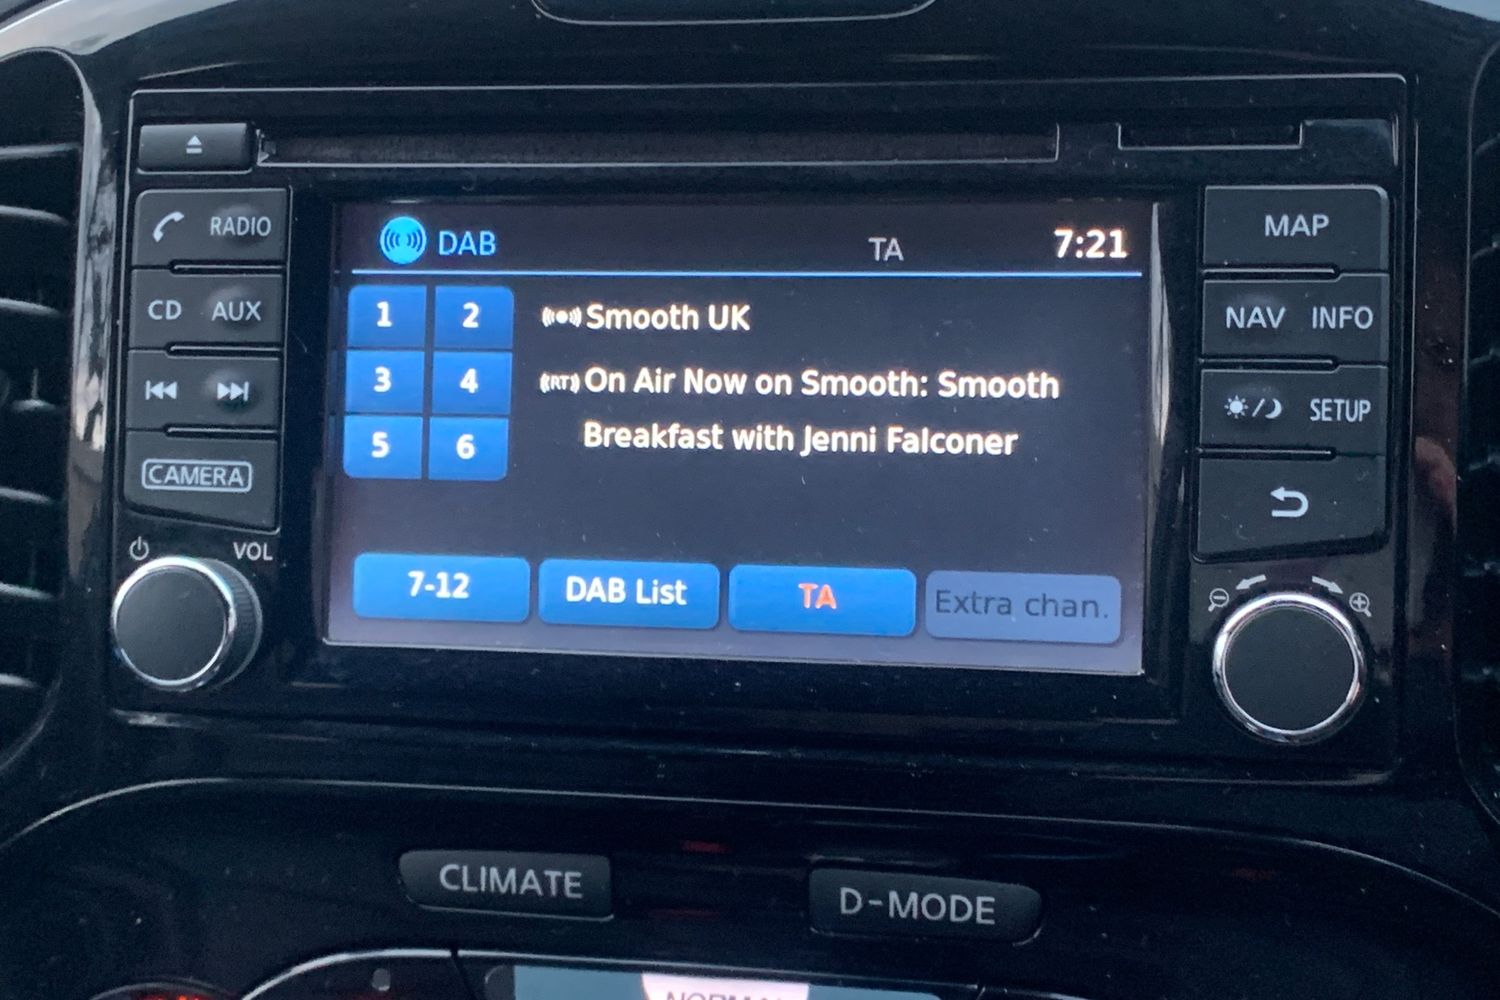 RADIO
CD AUX
CAMERA
VOL
DAB TA 7:21
1 2
3 4
5 6
Smooth UK
(RT) On Air Now on Smooth: Smooth
Breakfast with Jenni Falconer
7-12 DAB List TA Extra chan.
MAP
NAV INFO
SETUP
CLIMATE D-MODE
NORMAL